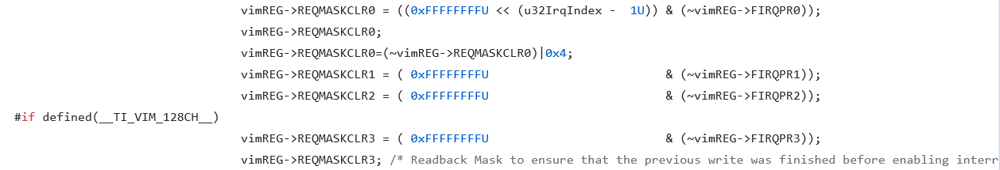 vimREG->REQMASKCLR0 = ((0xFFFFFFFFU << (u32IrqIndex -  1U)) & (~vimREG->FIRQPR0));
vimREG->REQMASKCLR0;
vimREG->REQMASKCLR0=(~vimREG->REQMASKCLR0)|0x4;
vimREG->REQMASKCLR1 = ( 0xFFFFFFFFU                         & (~vimREG->FIRQPR1));
vimREG->REQMASKCLR2 = ( 0xFFFFFFFFU                         & (~vimREG->FIRQPR2));
#if defined(__TI_VIM_128CH__)
vimREG->REQMASKCLR3 = ( 0xFFFFFFFFU                         & (~vimREG->FIRQPR3));
vimREG->REQMASKCLR3; /* Readback Mask to ensure that the previous write was finished before enabling interr